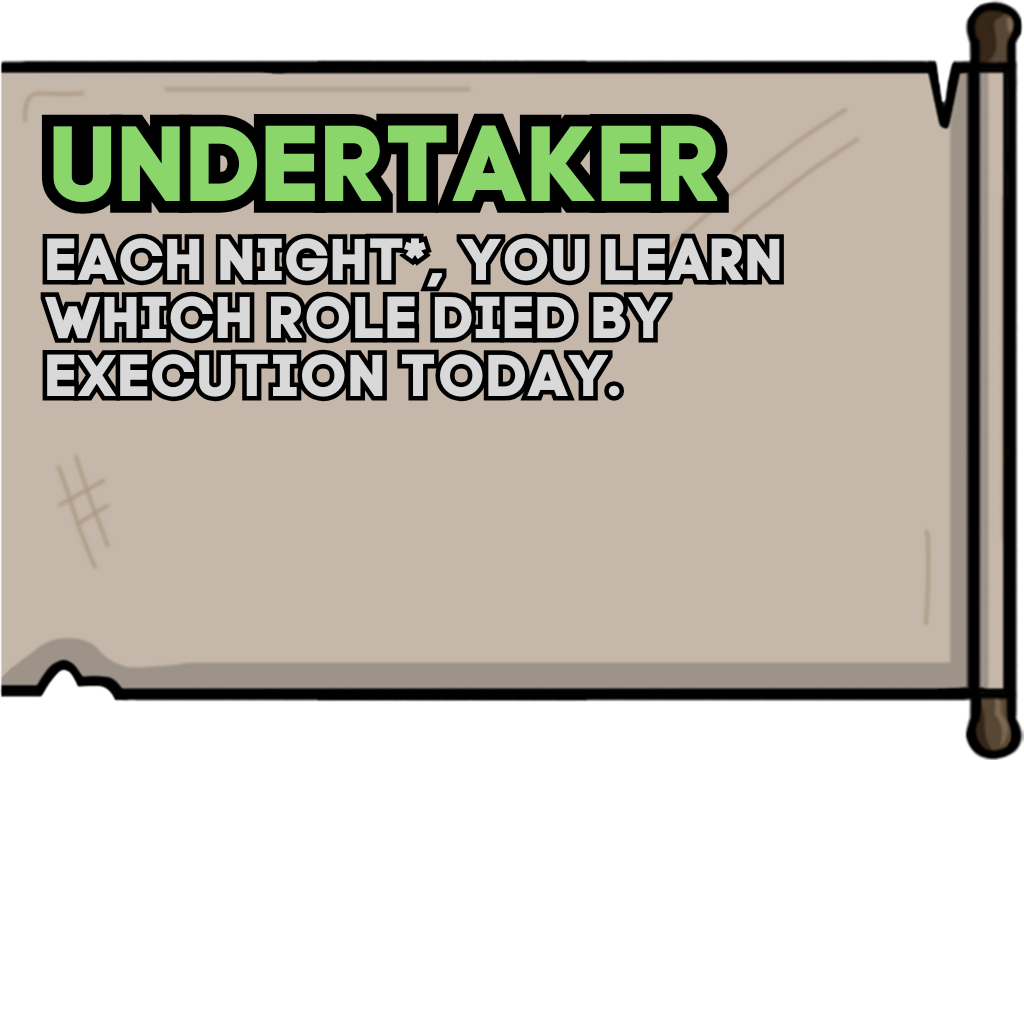 UNDERTAKER
EACH NIGHT*, YOU LEARN
WHICH ROLE DIED BY
EXECUTION TODAY.